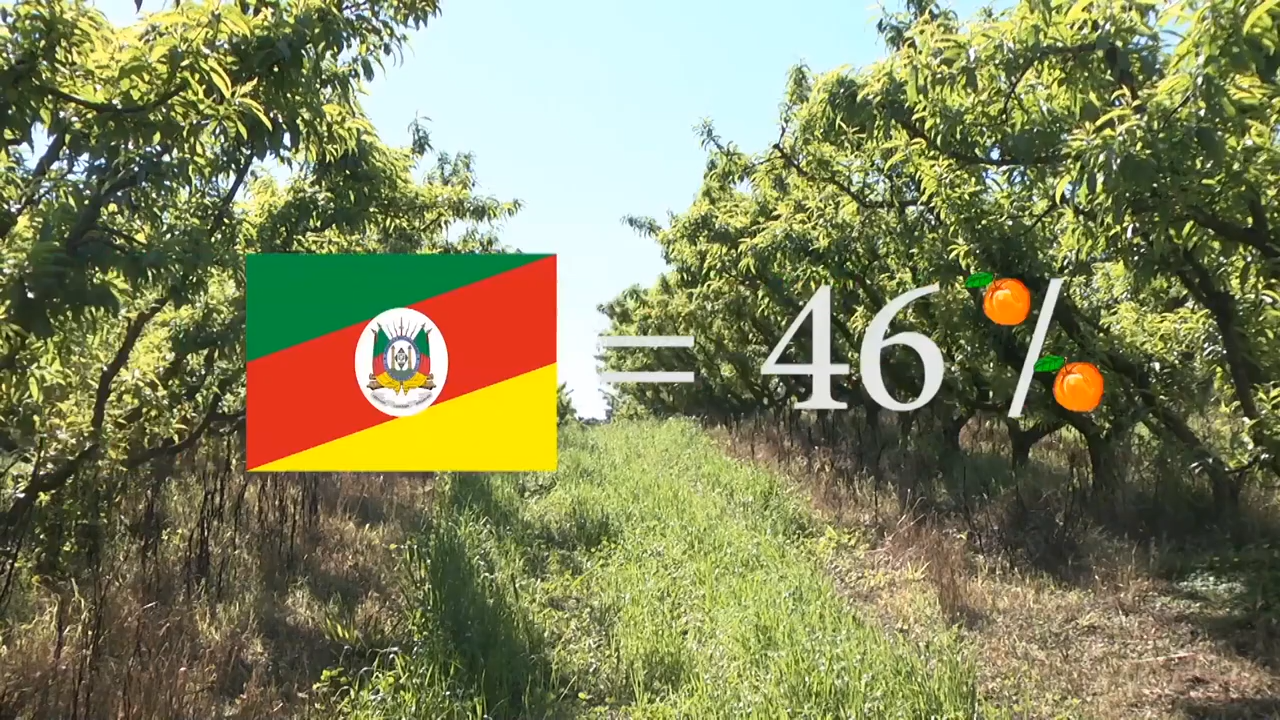 = 46 %